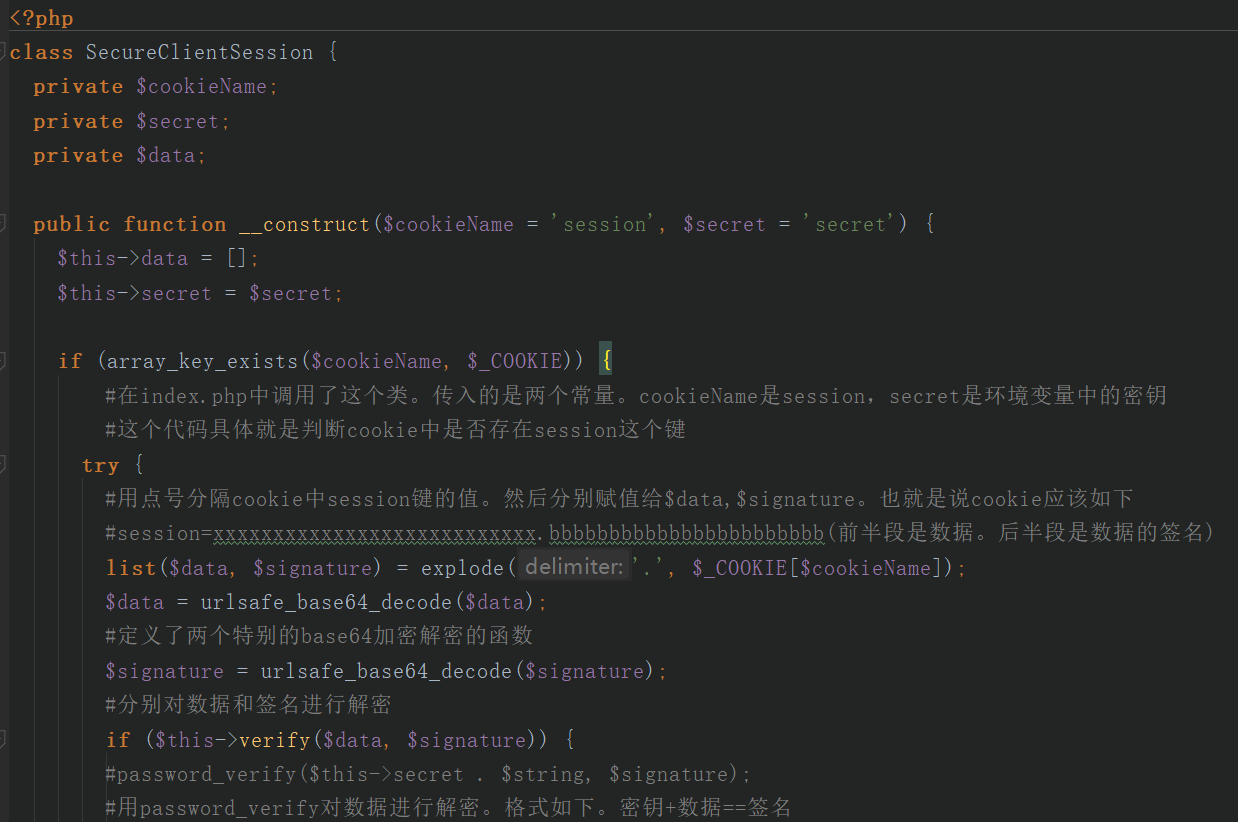 <?php
class SecureClientSession {
private $cookieName;
private $secret;
private $data;
public function __construct($cookieName = 'session', $secret = 'secret') {
$this->data = [];
$this->secret = $secret;
if (array_key_exists($cookieName, $_COOKIE)) {
#在index.php中调用了这个类。传入的是两个常量。cookieName是session，secret是环境变量中的密钥
#这个代码具体就是判断cookie中是否存在session这个键
try {
#用点号分隔cookie中session键的值。然后分别赋值给$data,$signature。也就是说cookie应该如下
#session=xxxxxxxxxxxxxxxxxxxxxxxxxxx.bbbbbbbbbbbbbbbbbbbbbbb(前半段是数据。后半段是数据的签名)
list($data, $signature) = explode( delimiter: '.', $_COOKIE[$cookieName]);
$data = urlsafe_base64_decode($data);
#定义了两个特别的base64加密解密的函数
$signature = urlsafe_base64_decode($signature);
#分别对数据和签名进行解密
if ($this->verify($data, $signature)) {
#password_verify($this->secret . $string, $signature);
#用password_verify对数据进行解密。格式如下。密钥+数据==签名